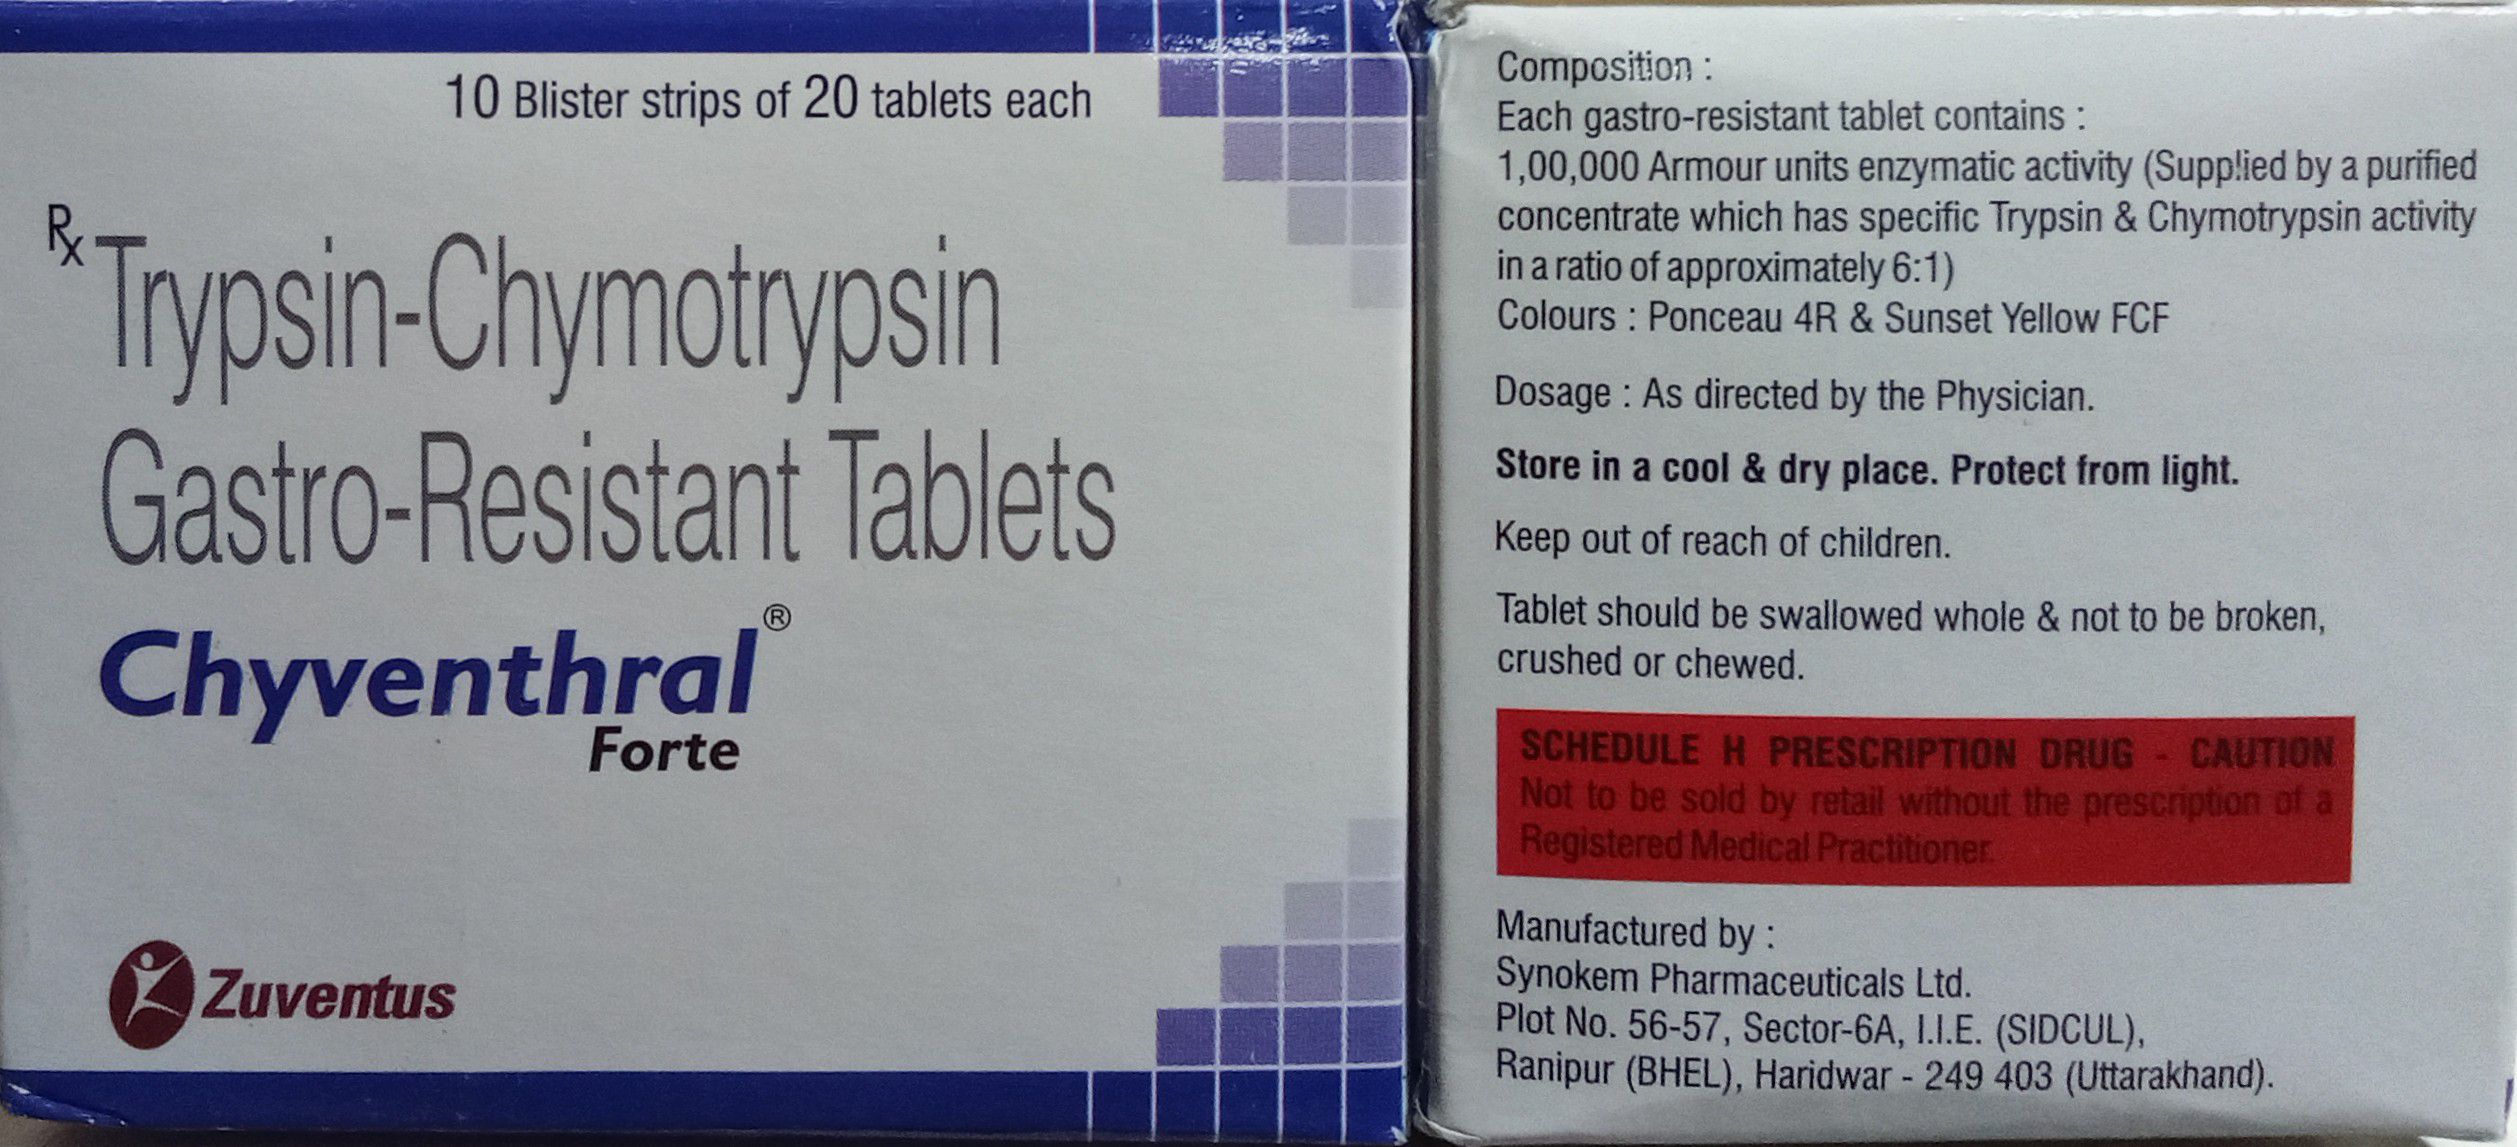 10 Blister strips of 20 tablets each
Rx Trypsin-Chymotrypsin
Gastro-Resistant Tablets
Chyventhral®
Forte
Zuventus
Composition :
Each gastro-resistant tablet contains :
1,00,000 Armour units enzymatic activity (Supplied by a purified
concentrate which has specific Trypsin & Chymotrypsin activity
in a ratio of approximately 6:1)
Colours : Ponceau 4R & Sunset Yellow FCF
Dosage : As directed by the Physician.
Store in a cool & dry place. Protect from light.
Keep out of reach of children.
Tablet should be swallowed whole & not to be broken,
crushed or chewed.
SCHEDULE H PRESCRIPTION DRUG - CAUTION
Not to be sold by retail without the prescription of a
Registered Medical Practitioner.
Manufactured by :
Synokem Pharmaceuticals Ltd.
Plot No. 56-57, Sector-6A, I.I.E. (SIDCUL),
Ranipur (BHEL), Haridwar - 249 403 (Uttarakhand).